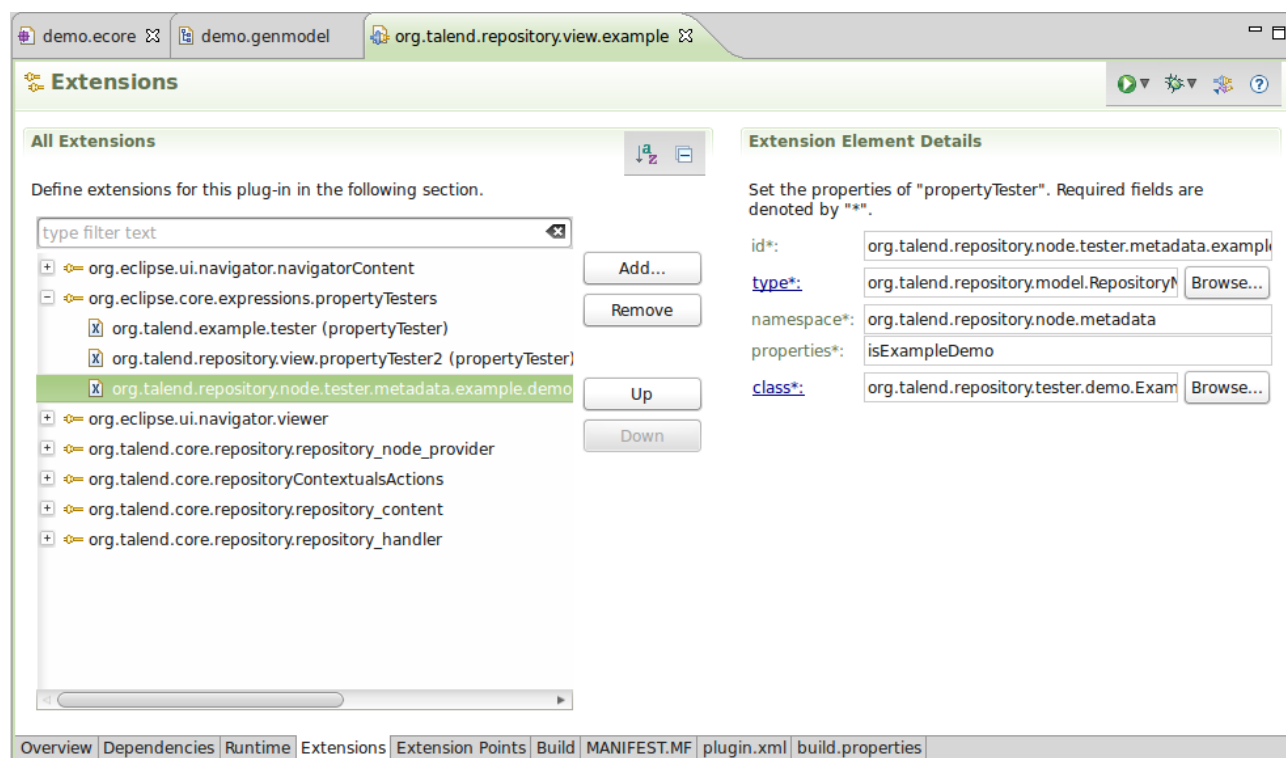 demo.ecore
demo.genmodel
org.talend.repository.view.example
Extensions
All Extensions
Define extensions for this plug-in in the following section.
type filter text
org.eclipse.ui.navigator.navigatorContent
org.eclipse.core.expressions.propertyTesters
org.talend.example.tester (propertyTester)
org.talend.repository.view.propertyTester2 (propertyTester)
org.talend.repository.node.tester.metadata.example.demo
org.eclipse.ui.navigator.viewer
org.talend.core.repository.repository_node_provider
org.talend.core.repositoryContextualsActions
org.talend.core.repository.repository_content
org.talend.core.repository.repository_handler
Add...
Remove
Up
Down
Extension Element Details
Set the properties of "propertyTester". Required fields are
denoted by "*".
id*: org.talend.repository.node.tester.metadata.example
type*: org.talend.repository.model.RepositoryN Browse...
namespace*: org.talend.repository.node.metadata
properties*: isExampleDemo
class*: org.talend.repository.tester.demo.Exam Browse...
Overview Dependencies Runtime Extensions Extension Points Build MANIFEST.MF plugin.xml build.properties